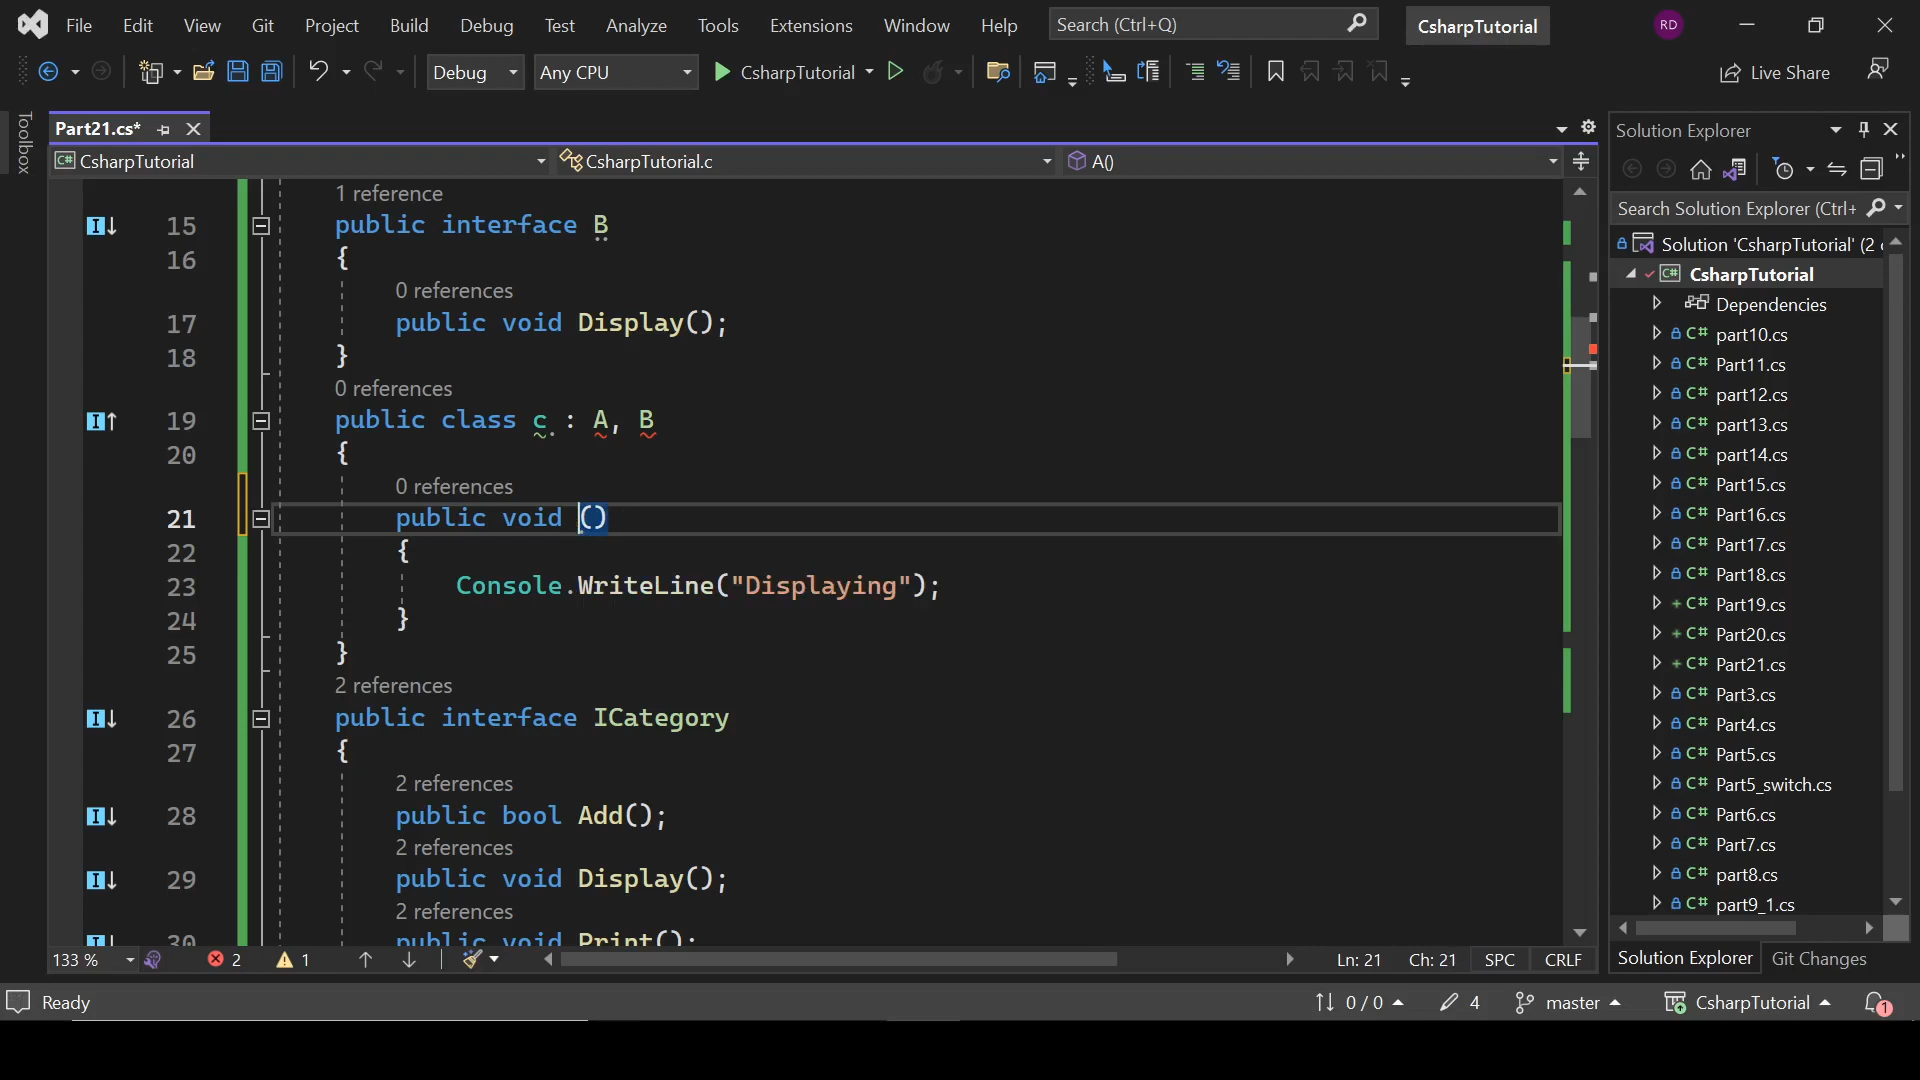 File Edit View Git Project Build Debug Test Analyze Tools Extensions Window Help Search (Ctrl+Q) CsharpTutorial RD
Debug Any CPU CsharpTutorial Live Share
Toolbox
Part21.cs*
CsharpTutorial CsharpTutorial.c A()
1 reference
15 public interface B
16 {
0 references
17 public void Display();
18 }
0 references
19 public class c : A, B
20 {
0 references
21 public void ()
22 {
23 Console.WriteLine("Displaying");
24 }
25 }
2 references
26 public interface ICategory
27 {
2 references
28 public bool Add();
2 references
29 public void Display();
2 references
30 public void Print();
133 % 2 1 Ln: 21 Ch: 21 SPC CRLF
Solution Explorer
Search Solution Explorer (Ctrl+
Solution 'CsharpTutorial' (2
C# CsharpTutorial
Dependencies
C# part10.cs
C# Part11.cs
C# part12.cs
C# part13.cs
C# part14.cs
C# Part15.cs
C# Part16.cs
C# Part17.cs
C# Part18.cs
C# Part19.cs
C# Part20.cs
C# Part21.cs
C# Part3.cs
C# Part4.cs
C# Part5.cs
C# Part5_switch.cs
C# Part6.cs
C# Part7.cs
C# part8.cs
C# part9_1.cs
Solution Explorer Git Changes
Ready 0 / 0 4 master CsharpTutorial 1